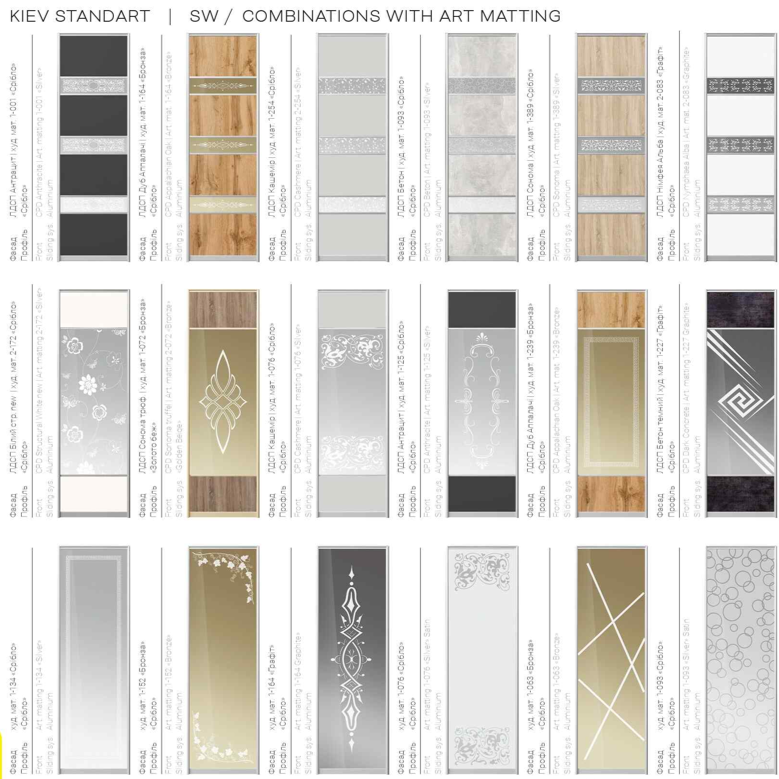 KIEV STANDART | SW / COMBINATIONS WITH ART MATTING
Фасад ЛДСП Антрацит | худ. мат. 1-001 «Срібло»
Профіль «Срібло»
Front CPD Anthracite | Art. matting 1-001 «Silver»
Sliding sys. Aluminium
Фасад ЛДСП Дуб Аппалачі | худ. мат. 1-164 «Бронза»
Профіль «Срібло»
Front CPD Appalachian Oak | Art. mat. 1-164 «Bronze»
Sliding sys. Aluminium
Фасад ЛДСП Кашемір | худ. мат. 1-254 «Срібло»
Профіль «Срібло»
Front CPD Cashmere | Art. matting 2-254 «Silver»
Sliding sys. Aluminium
Фасад ЛДСП Бетон | худ. мат. 1-093 «Срібло»
Профіль «Срібло»
Front CPD Beton | Art. matting 1-093 «Silver»
Sliding sys. Aluminium
Фасад ЛДСП Сонома | худ. мат. 1-389 «Срібло»
Профіль «Срібло»
Front CPD Sonoma | Art. matting 1-389 «Silver»
Sliding sys. Aluminium
Фасад ЛДСП Німфея Альба | худ. мат. 2-083 «Графіт»
Профіль «Срібло»
Front CPD Nymphaea Alba | Art. mat. 2-083 «Graphite»
Sliding sys. Aluminium
Фасад ЛДСП Білий стр. new | худ. мат. 2-172 «Срібло»
Профіль «Срібло»
Front CPD Structural White new | Art. matting 2-172 «Silver»
Sliding sys. Aluminium
Фасад ЛДСП Сонома трюф. | худ. мат. 1-072 «Бронза»
Профіль «Золото беж»
Front CPD Sonoma Truffle | Art. matting 2-072 «Bronze»
Sliding sys. «Golden Beige»
Фасад ЛДСП Кашемір | худ. мат. 1-076 «Срібло»
Профіль «Срібло»
Front CPD Cashmere | Art. matting 1-076 «Silver»
Sliding sys. Aluminium
Фасад ЛДСП Антрацит | худ. мат. 1-125 «Срібло»
Профіль «Срібло»
Front CPD Anthracite | Art. matting 1-125 «Silver»
Sliding sys. Aluminium
Фасад ЛДСП Дуб Аппалачі | худ. мат. 1-239 «Бронза»
Профіль «Срібло»
Front CPD Appalachian Oak | Art. mat. 1-239 «Bronze»
Sliding sys. Aluminium
Фасад ЛДСП Бетон темний | худ. мат. 1-227 «Графіт»
Профіль «Срібло»
Front CPD Dark Concrete | Art. matting 1-227 Graphite»
Sliding sys. Aluminium
Фасад худ. мат. 1-134 «Срібло»
Профіль «Срібло»
Front Art. matting 1-134 «Silver»
Sliding sys. Aluminium
Фасад худ. мат. 1-152 «Бронза»
Профіль «Срібло»
Front Art. matting 1-152 «Bronze»
Sliding sys. Aluminium
Фасад худ. мат. 1-164 «Графіт»
Профіль «Срібло»
Front Art. matting 1-164 Graphite»
Sliding sys. Aluminium
Фасад худ. мат. 1-076 «Срібло»
Профіль «Срібло»
Front Art. matting 1-076 «Silver» Satin
Sliding sys. Aluminium
Фасад худ. мат. 1-063 «Бронза»
Профіль «Срібло»
Front Art. matting 1-063 «Bronze»
Sliding sys. Aluminium
Фасад худ. мат. 1-093 «Срібло»
Профіль «Срібло»
Front Art. matting 1-093 «Silver» Satin
Sliding sys. Aluminium